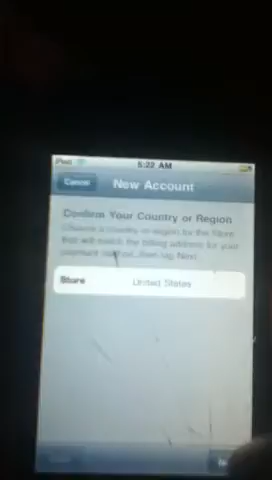 iPod 5:22 AM
Cancel New Account
Confirm Your Country or Region
Choose a country or region for the Store
that will match the billing address for your
payment method, then tap Next.
Store United States